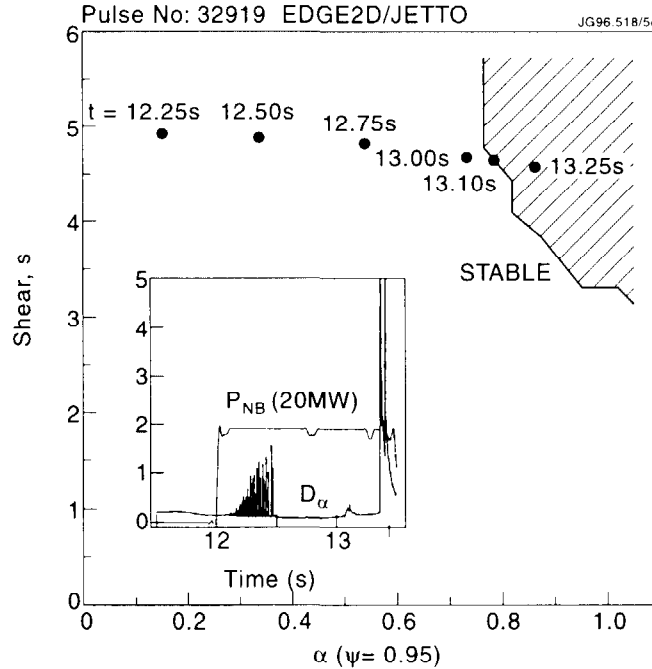 Pulse No: 32919 EDGE2D/JETTO
JG96.518/5
6
t = 12.25s 12.50s 12.75s
5
13.00s 13.25s
13.10s
4
STABLE
Shear, s
3
2
1
0
5
4
3
P_NB (20MW)
2
1
D_α
0
12 13
Time (s)
0 0.2 0.4 0.6 0.8 1.0
α (ψ= 0.95)